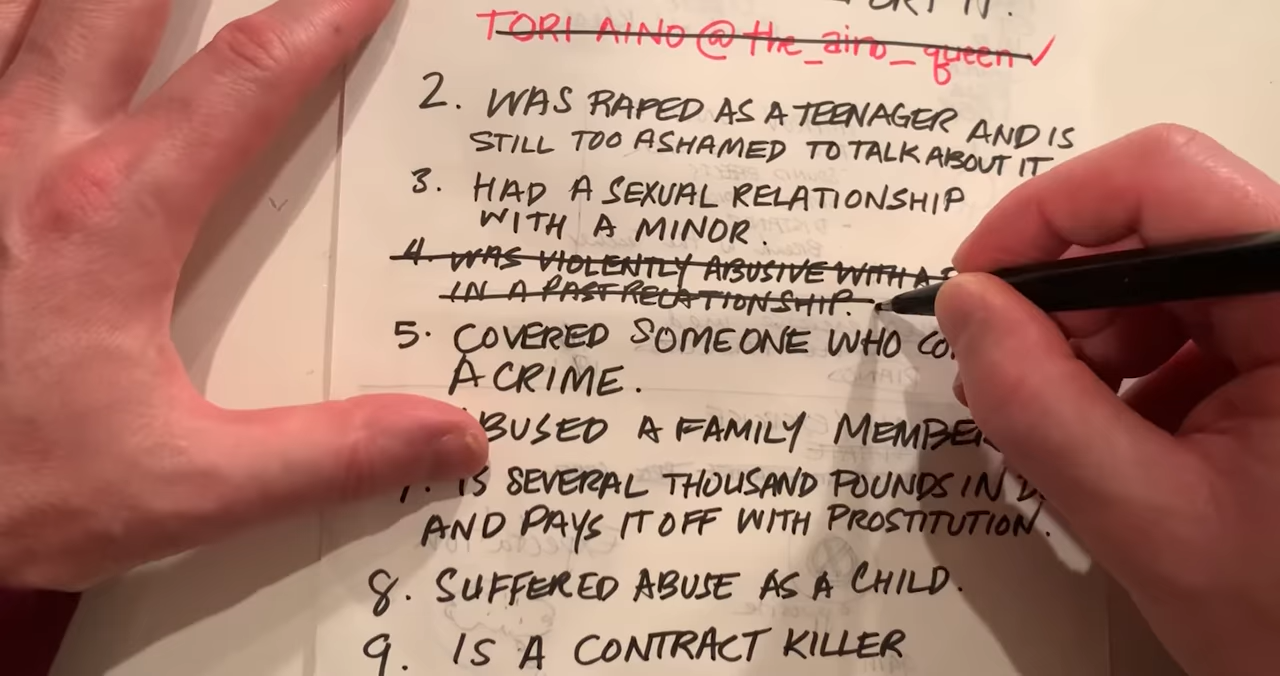 TORI AINO @ the_aino_queen ✓
2. WAS RAPED AS A TEENAGER AND IS
STILL TOO ASHAMED TO TALK ABOUT IT
3. HAD A SEXUAL RELATIONSHIP
WITH A MINOR.
4. WAS VIOLENTLY ABUSIVE WITH A
IN A PAST RELATIONSHIP.
5. COVERED SOMEONE WHO
A CRIME.
BUSED A FAMILY MEMBER
7. IS SEVERAL THOUSAND POUNDS IN
AND PAYS IT OFF WITH PROSTITUTION.
8. SUFFERED ABUSE AS A CHILD.
9. IS A CONTRACT KILLER